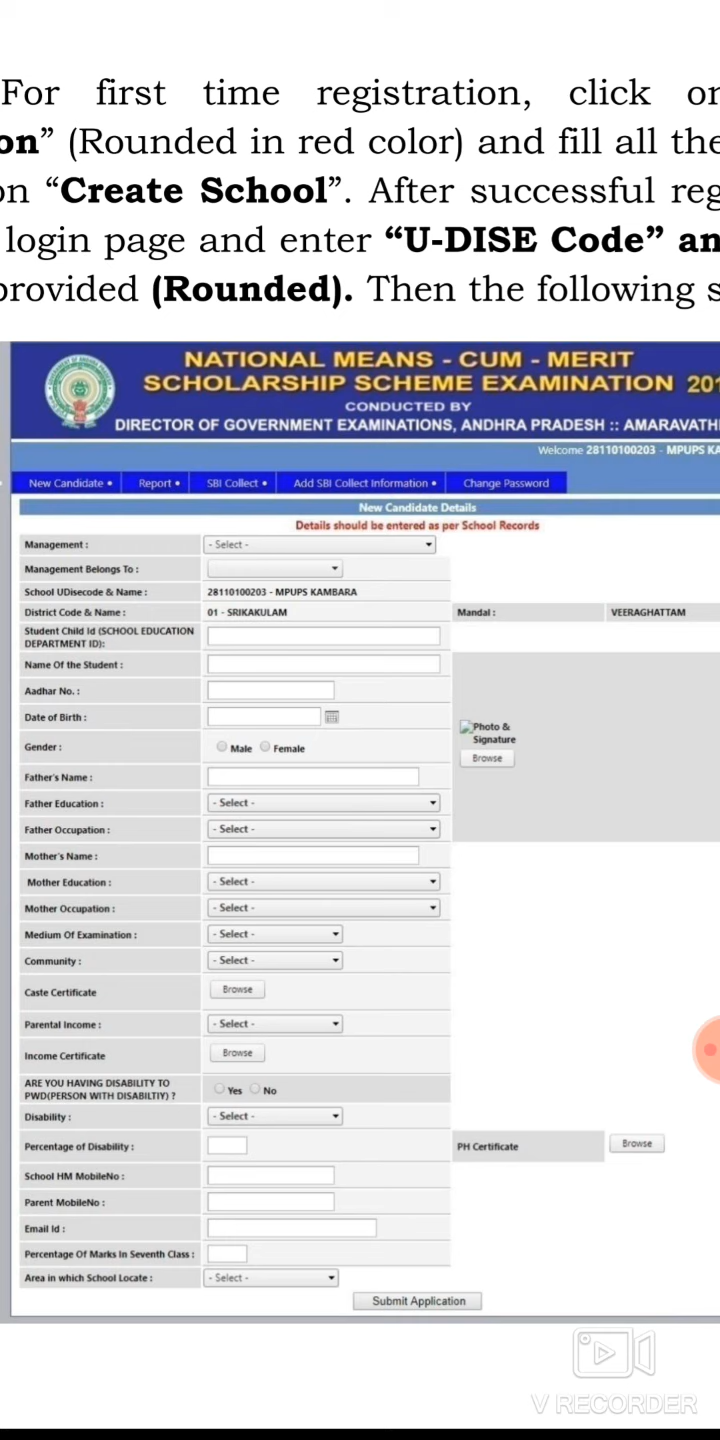 For first time registration, click on
on” (Rounded in red color) and fill all the
on “Create School”. After successful reg
login page and enter “U-DISE Code” an
provided (Rounded). Then the following s
NATIONAL MEANS - CUM - MERIT
SCHOLARSHIP SCHEME EXAMINATION 201
CONDUCTED BY
DIRECTOR OF GOVERNMENT EXAMINATIONS, ANDHRA PRADESH :: AMARAVATHI
Welcome 28110100203 - MPUPS KA
New Candidate • Report • SBI Collect • Add SBI Collect Information • Change Password
New Candidate Details
Details should be entered as per School Records
Management : - Select -
Management Belongs To :
School UDisecode & Name : 28110100203 - MPUPS KAMBARA
District Code & Name : 01 - SRIKAKULAM Mandal : VEERAGHATTAM
Student Child Id (SCHOOL EDUCATION
DEPARTMENT ID):
Name Of the Student :
Aadhar No. :
Date of Birth :
Photo &
Signature
Gender : Male Female
Browse
Father's Name :
Father Education : - Select -
Father Occupation : - Select -
Mother's Name :
Mother Education : - Select -
Mother Occupation : - Select -
Medium Of Examination : - Select -
Community : - Select -
Caste Certificate Browse
Parental Income : - Select -
Income Certificate Browse
ARE YOU HAVING DISABILITY TO
PWD(PERSON WITH DISABILTIY) ? Yes No
Disability : - Select -
Percentage of Disability : PH Certificate Browse
School HM MobileNo :
Parent MobileNo :
Email Id :
Percentage Of Marks In Seventh Class :
Area in which School Locate : - Select -
Submit Application
V RECORDER